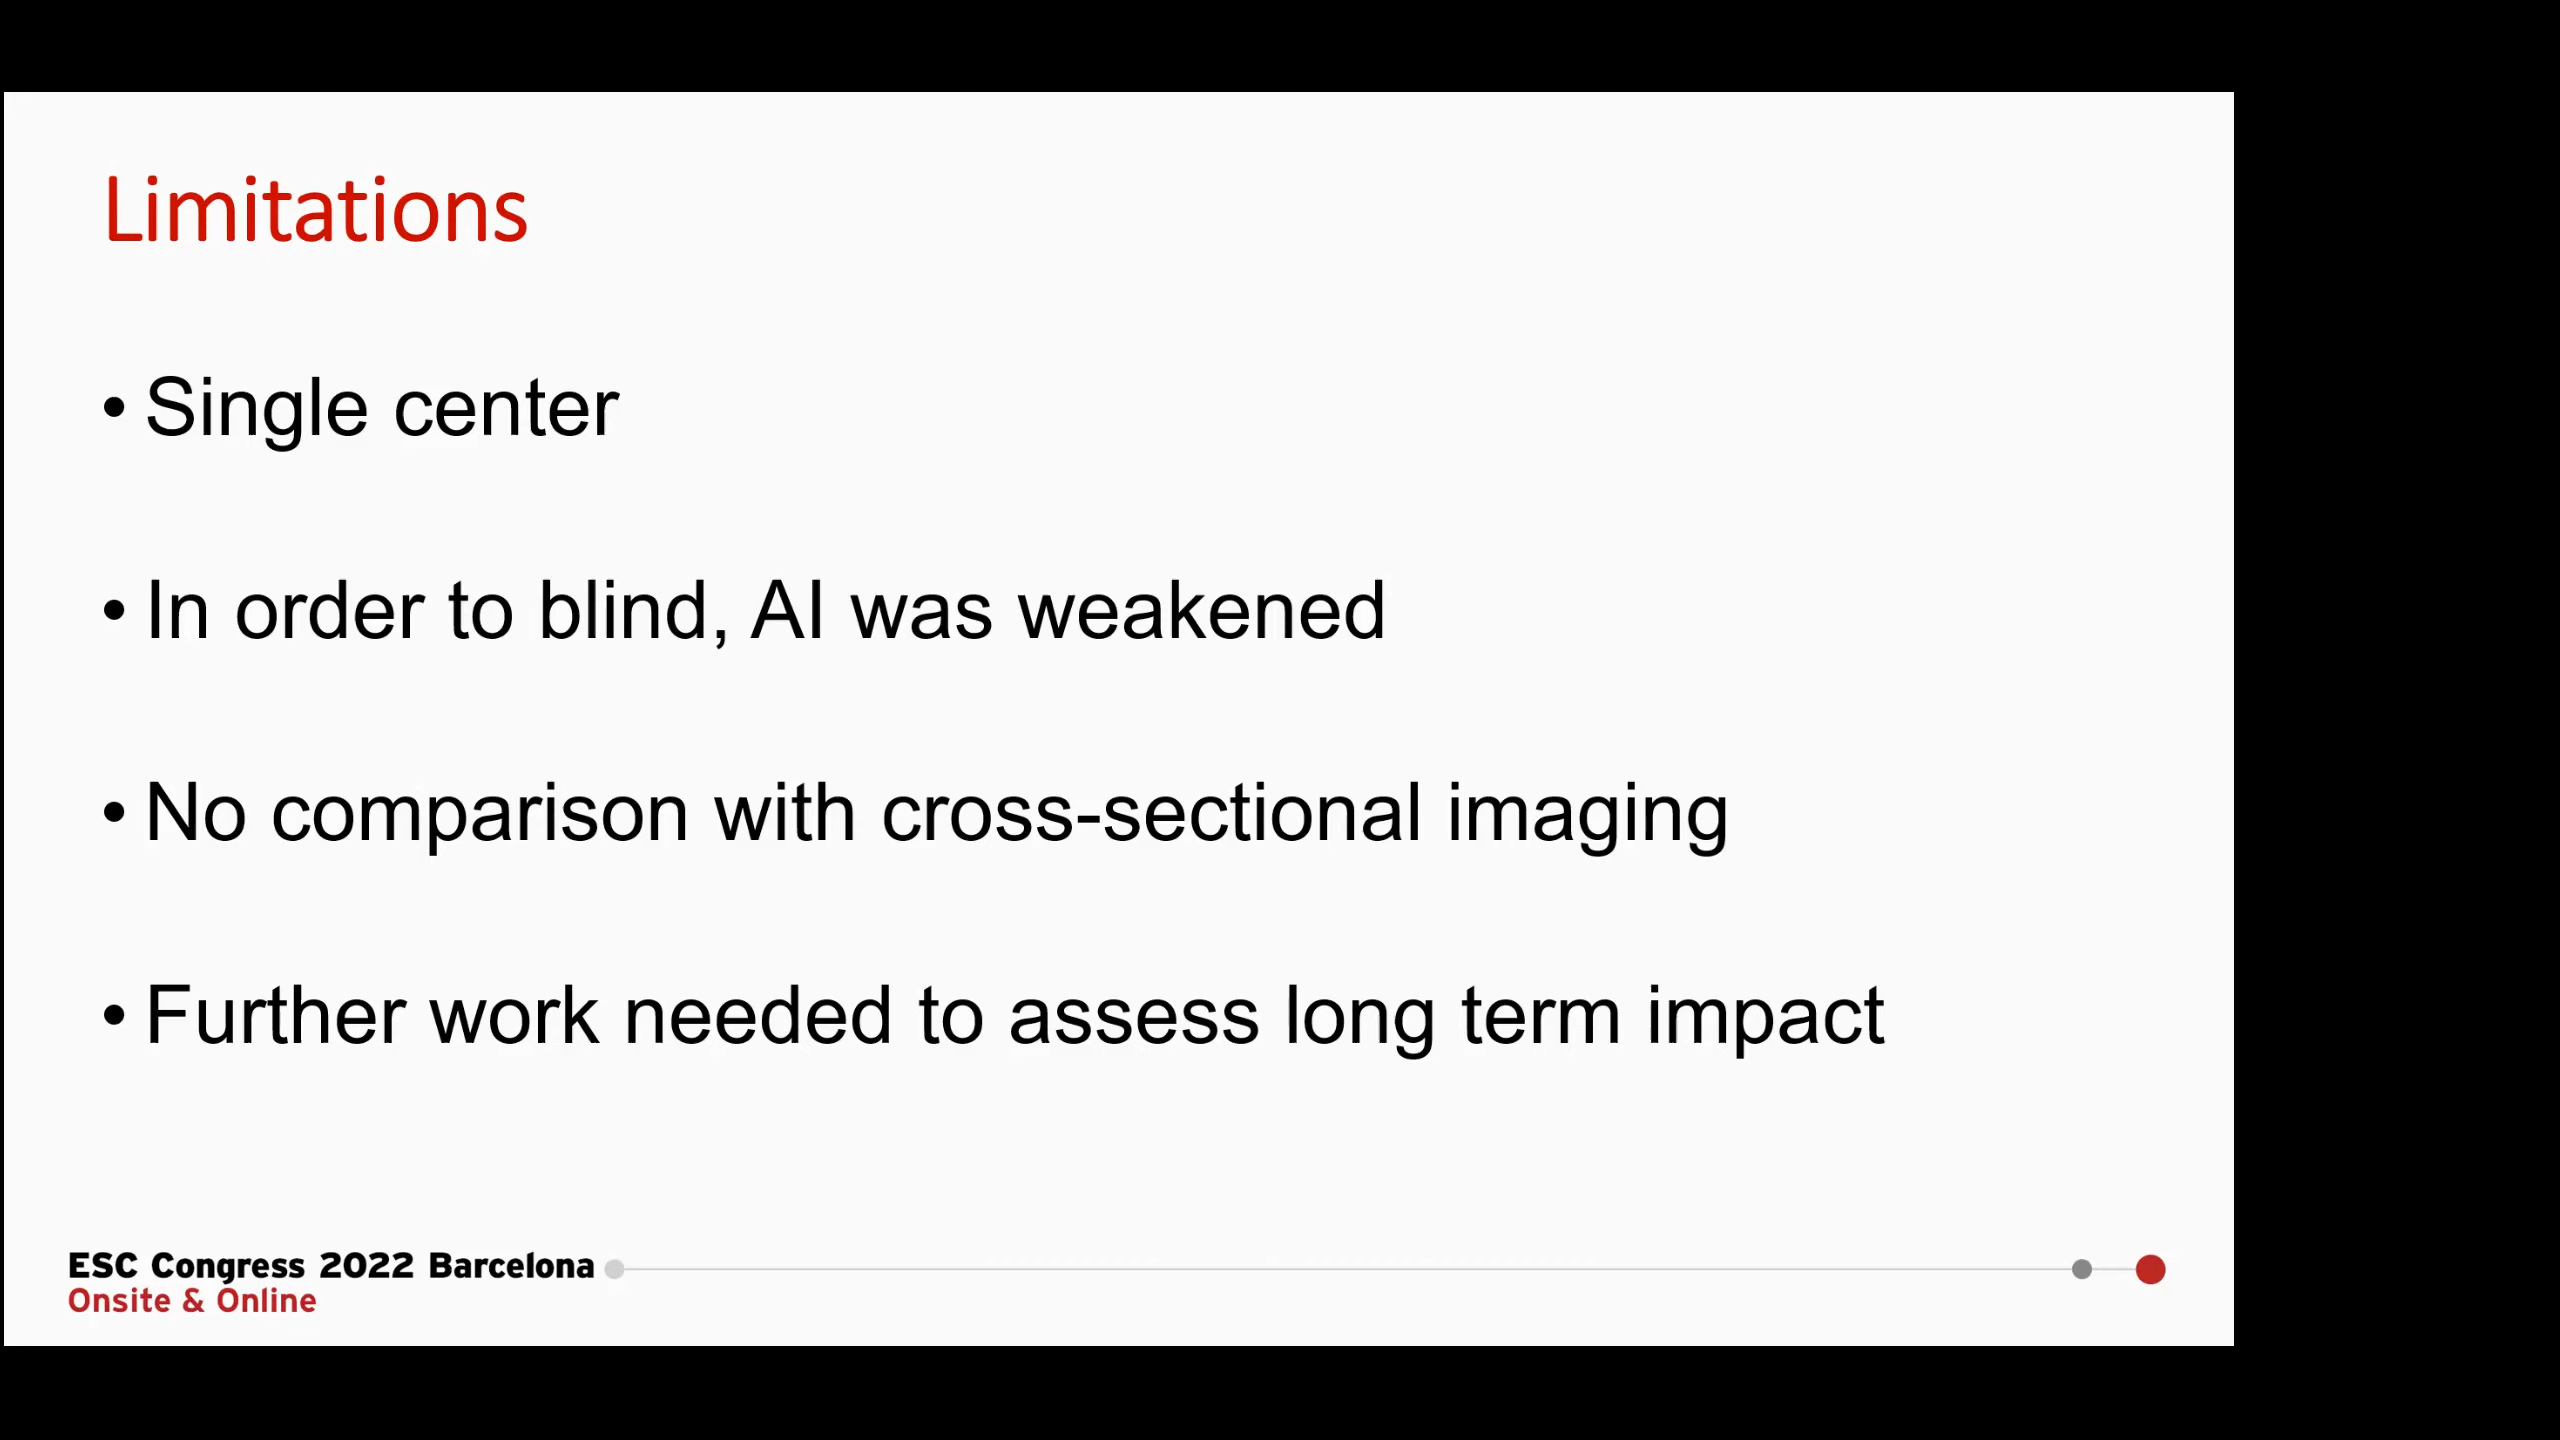 Limitations
• Single center
• In order to blind, AI was weakened
• No comparison with cross-sectional imaging
• Further work needed to assess long term impact
ESC Congress 2022 Barcelona
Onsite & Online